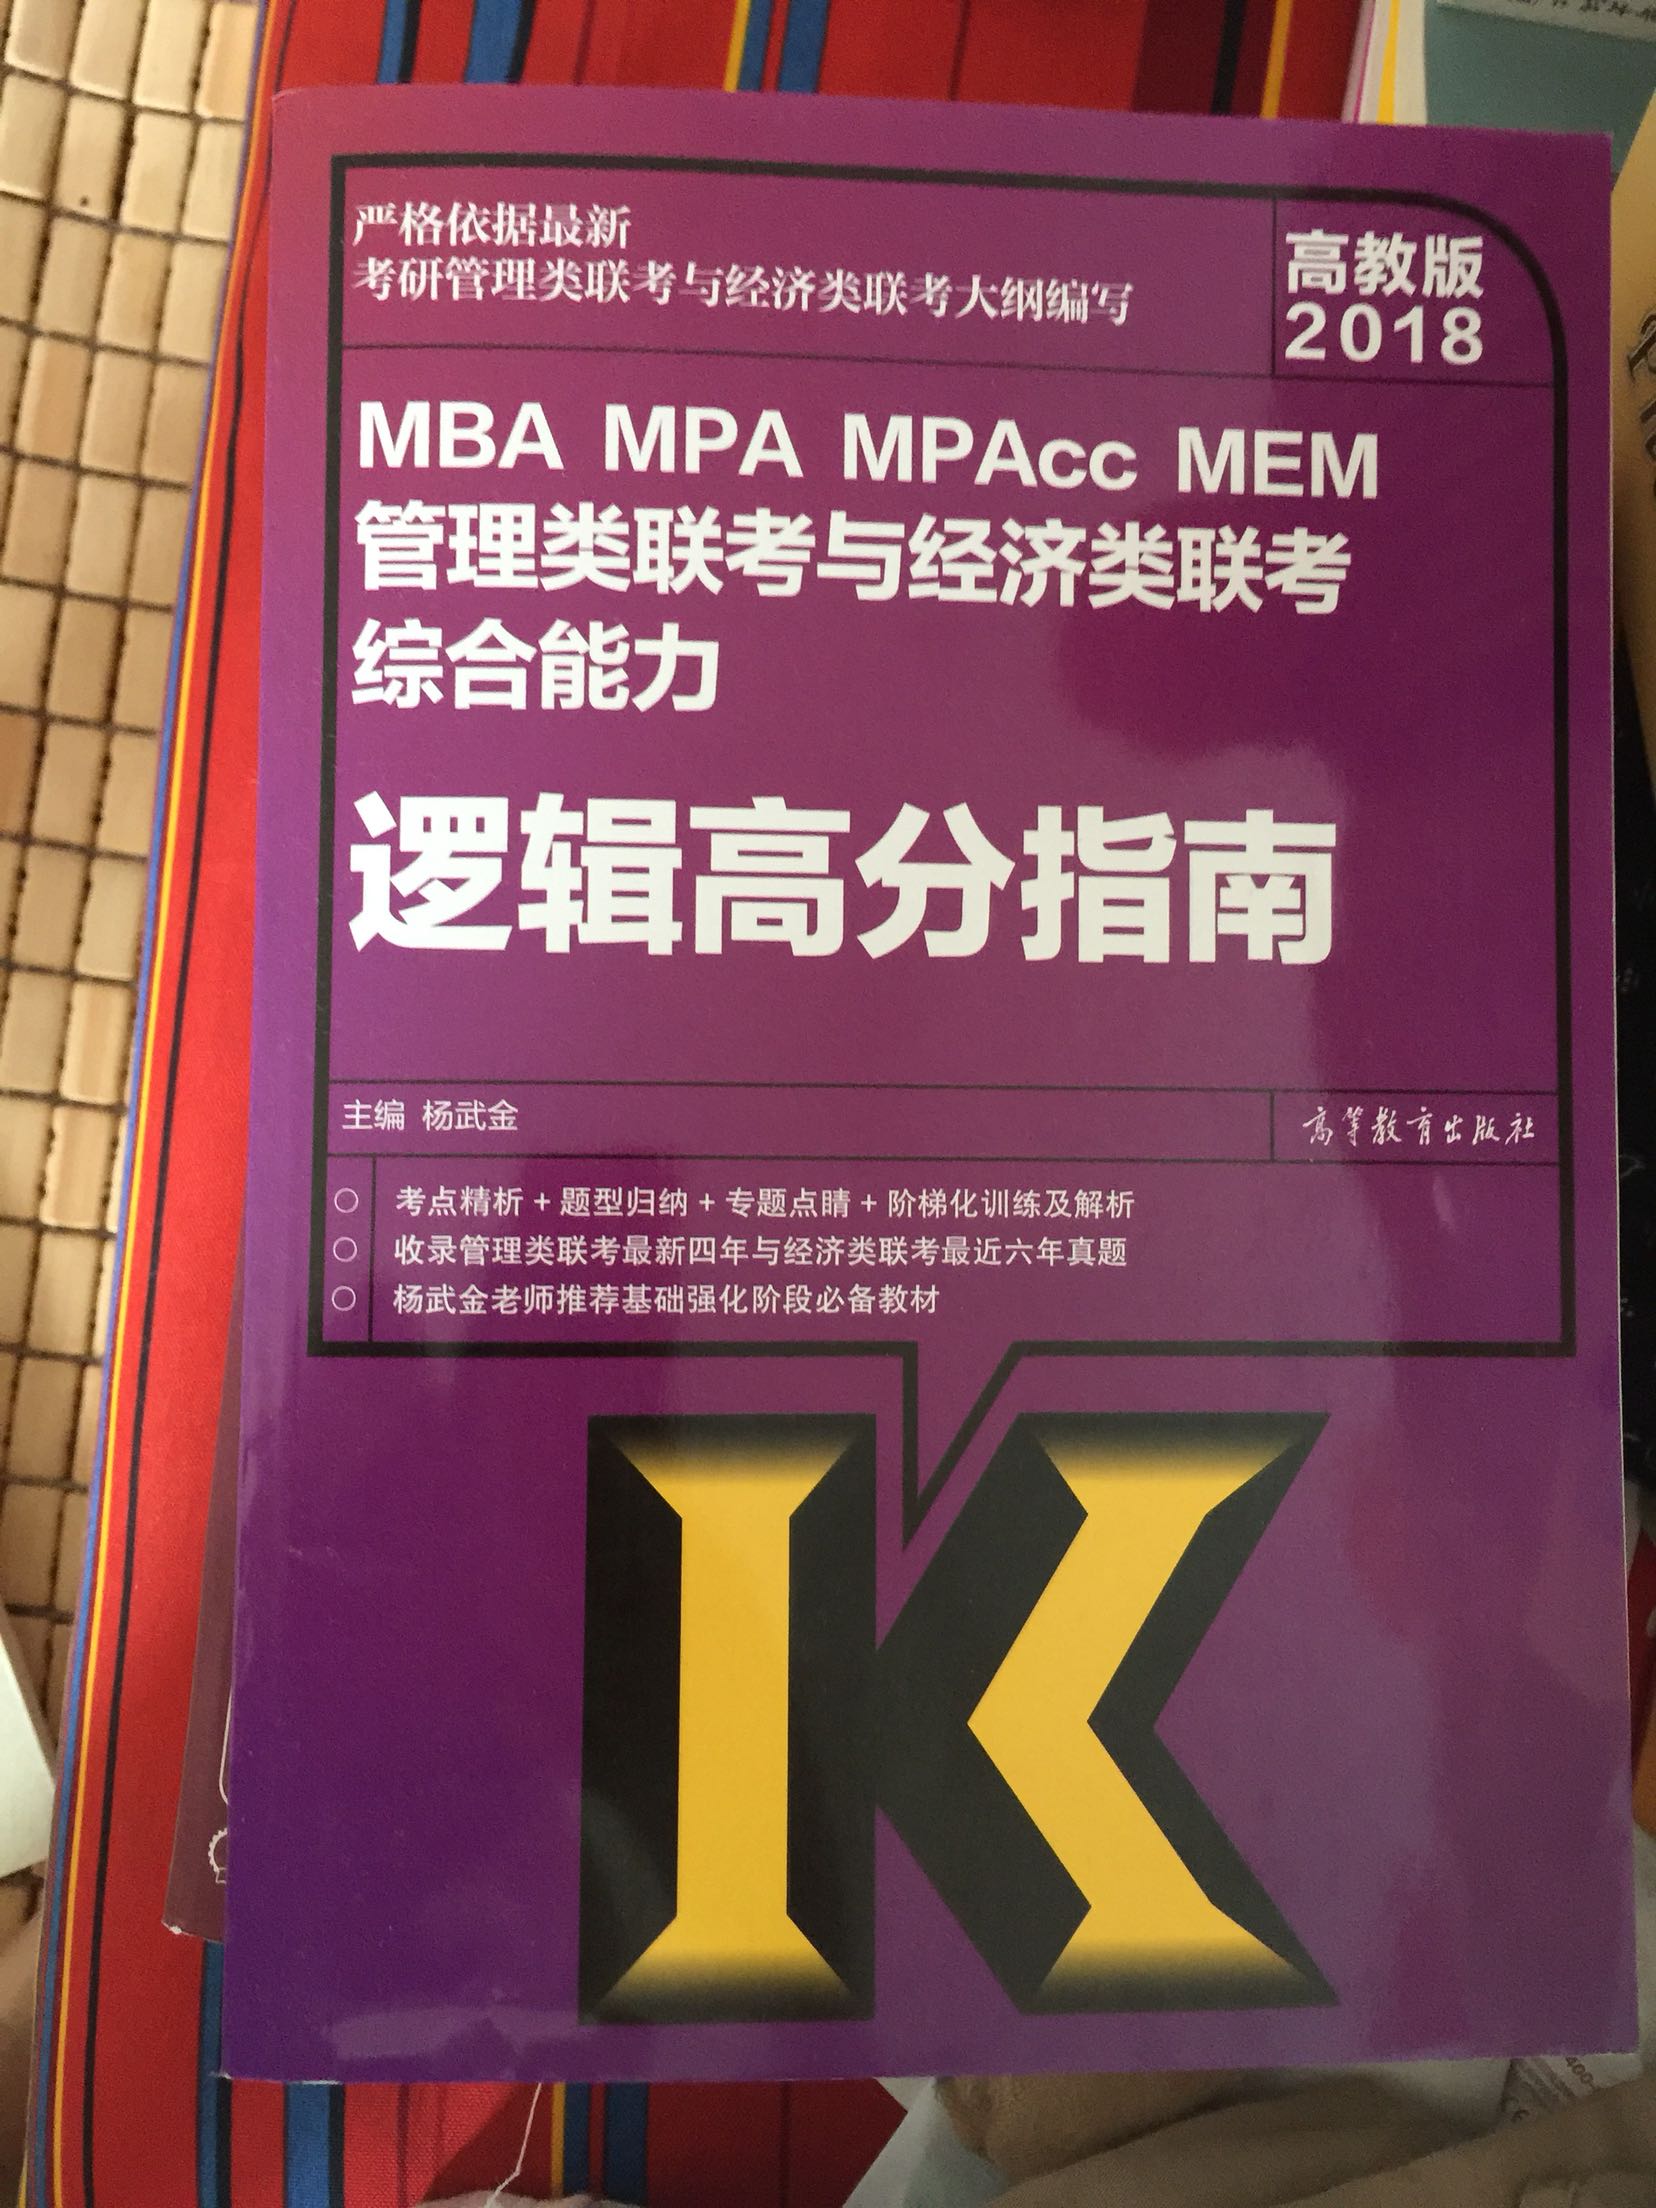 严格依据最新
考研管理类联考与经济类联考大纲编写
高教版
2018
MBA MPA MPAcc MEM
管理类联考与经济类联考
综合能力
逻辑高分指南
主编 杨武金
高等教育出版社
考点精析 + 题型归纳 + 专题点睛 + 阶梯化训练及解析
收录管理类联考最新四年与经济类联考最近六年真题
杨武金老师推荐基础强化阶段必备教材
K